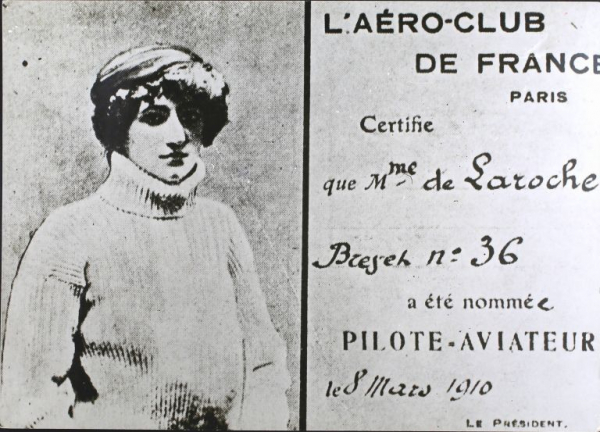 L'AÉRO-CLUB
DE FRANCE
PARIS
Certifie
que Mme de Laroche
Brevet n° 36
a été nommée
PILOTE-AVIATEUR
le 8 Mars 1910
LE PRÉSIDENT.